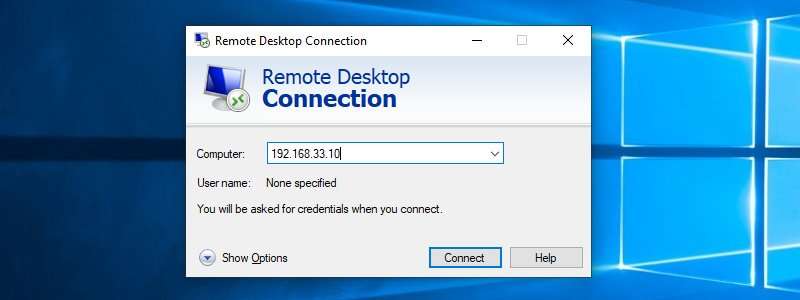 Remote Desktop Connection
Remote Desktop
Connection
Computer: 192.168.33.10
User name: None specified
You will be asked for credentials when you connect.
Show Options Connect Help